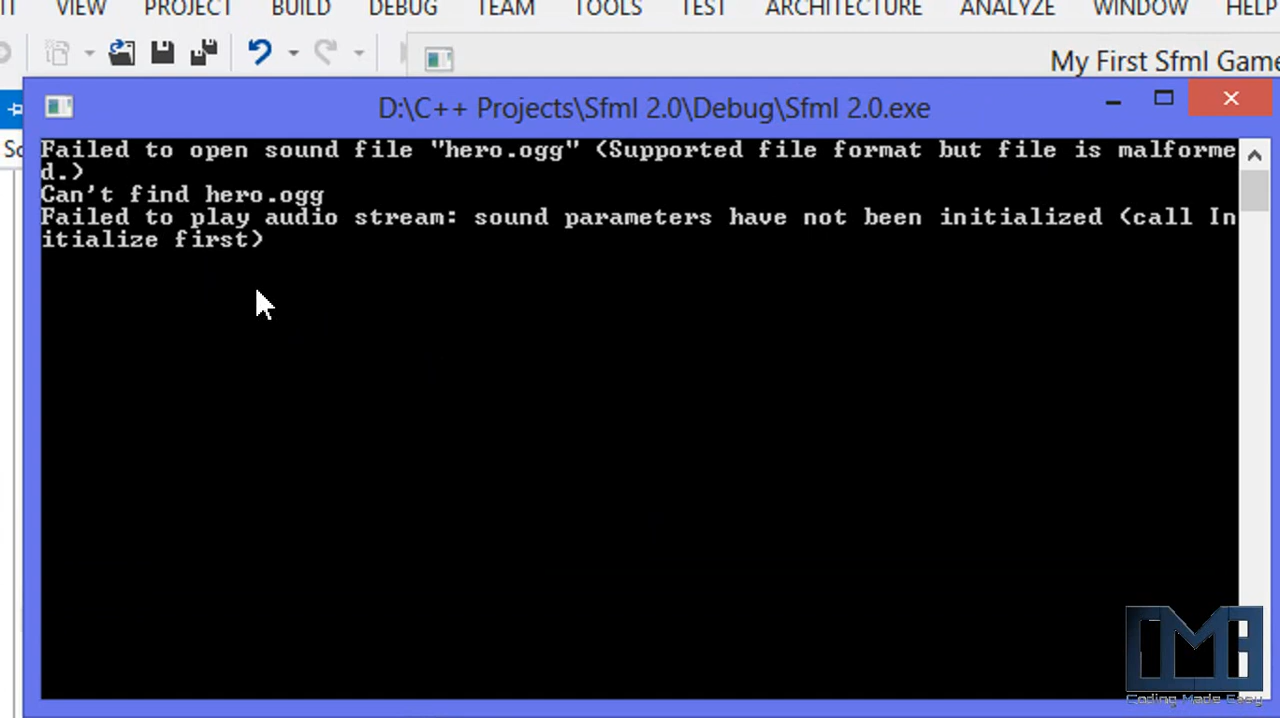 VIEW PROJECT BUILD DEBUG TEAM TOOLS TEST ARCHITECTURE ANALYZE WINDOW HELP
My First Sfml Game
D:\C++ Projects\Sfml 2.0\Debug\Sfml 2.0.exe
Failed to open sound file "hero.ogg" (Supported file format but file is malforme
d.)
Can't find hero.ogg
Failed to play audio stream: sound parameters have not been initialized (call In
itialize first)
Coding Made Easy